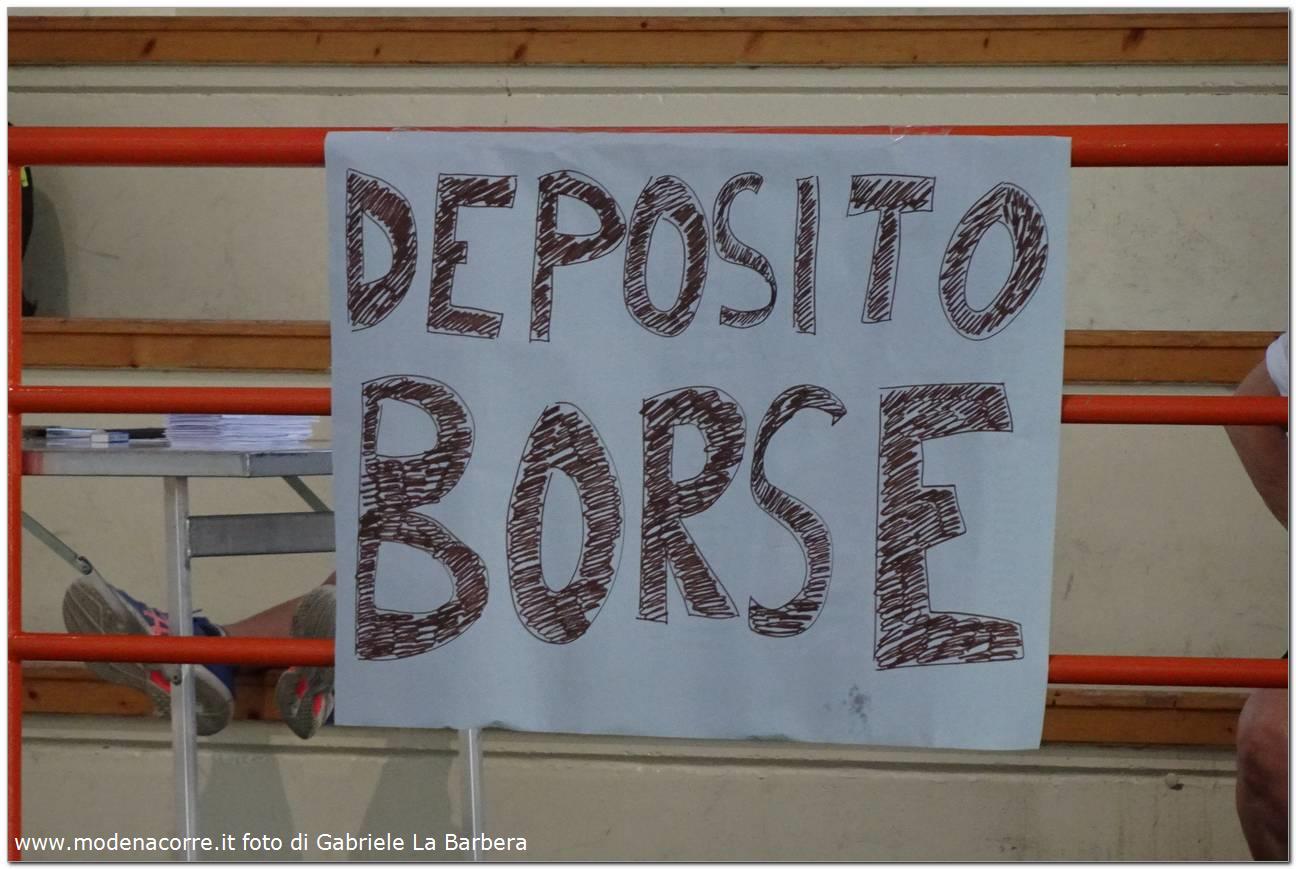 DEPOSITO
BORSE
www.modenacorre.it foto di Gabriele La Barbera